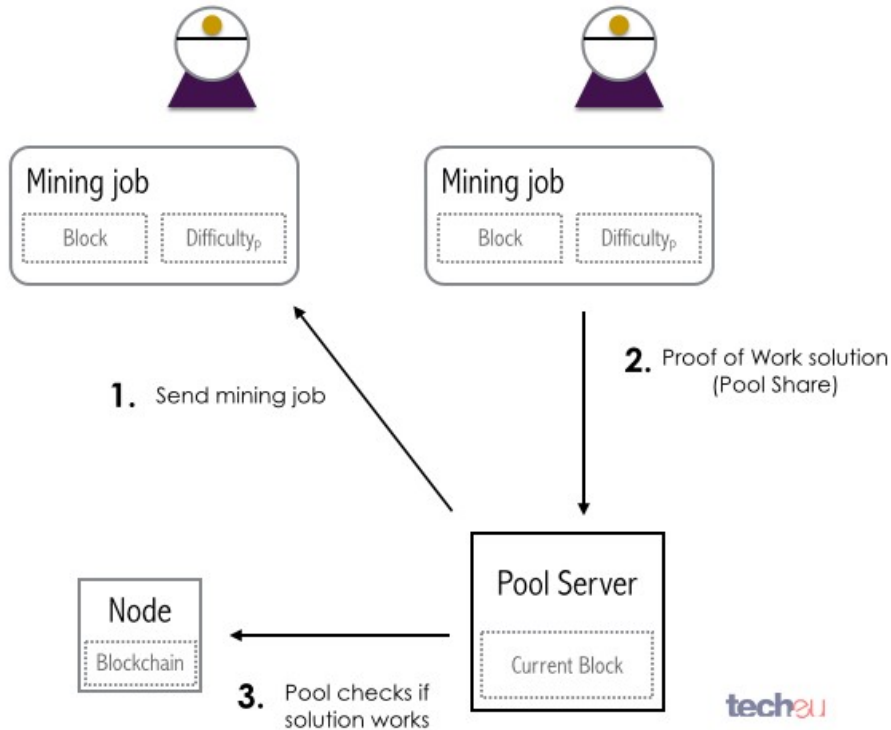 Mining job
Block
Difficultyₚ
Mining job
Block
Difficultyₚ
1. Send mining job
2. Proof of Work solution
(Pool Share)
Pool Server
Current Block
Node
Blockchain
3. Pool checks if
solution works
techeu